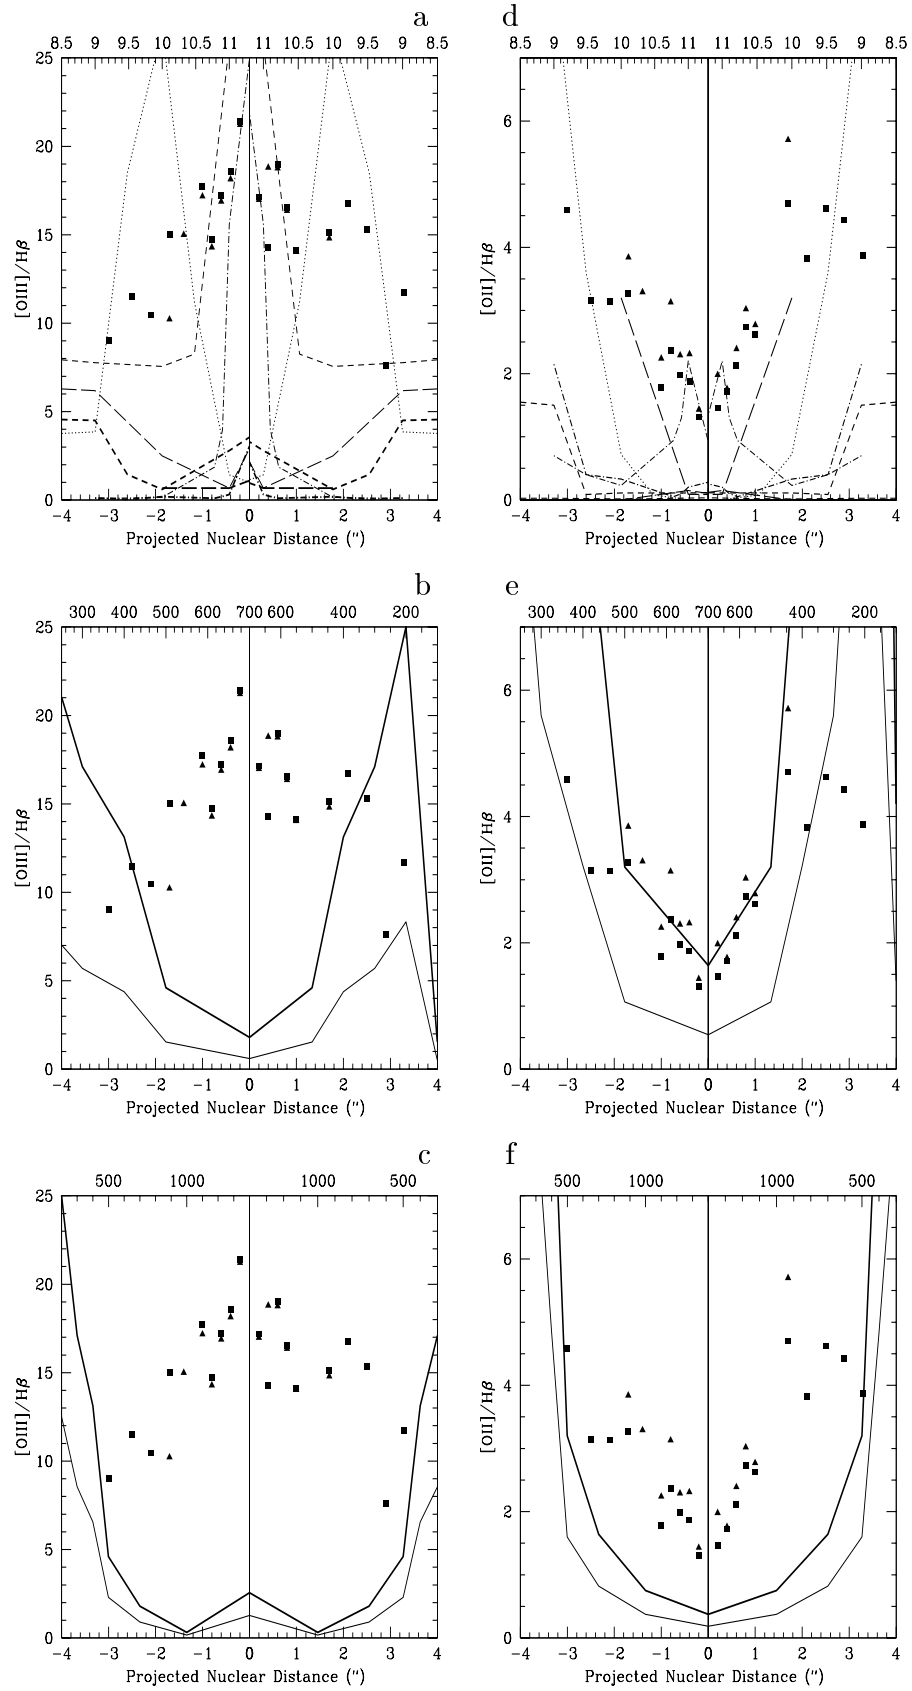 a
8.5 9 9.5 10 10.5 11 11 10.5 10 9.5 9 8.5
25
20
15
10
5
0
[OIII]/Hβ
−4 −3 −2 −1 0 1 2 3 4
Projected Nuclear Distance (")
d
8.5 9 9.5 10 10.5 11 11 10.5 10 9.5 9 8.5
6
4
2
0
[OII]/Hβ
−4 −3 −2 −1 0 1 2 3 4
Projected Nuclear Distance (")
b
300 400 500 600 700 600 400 200
25
20
15
10
5
0
[OIII]/Hβ
−4 −3 −2 −1 0 1 2 3 4
Projected Nuclear Distance (")
e
300 400 500 600 700 600 400 200
6
4
2
0
[OII]/Hβ
−4 −3 −2 −1 0 1 2 3 4
Projected Nuclear Distance (")
c
500 1000 1000 500
25
20
15
10
5
0
[OIII]/Hβ
−4 −3 −2 −1 0 1 2 3 4
Projected Nuclear Distance (")
f
500 1000 1000 500
6
4
2
0
[OII]/Hβ
−4 −3 −2 −1 0 1 2 3 4
Projected Nuclear Distance (")